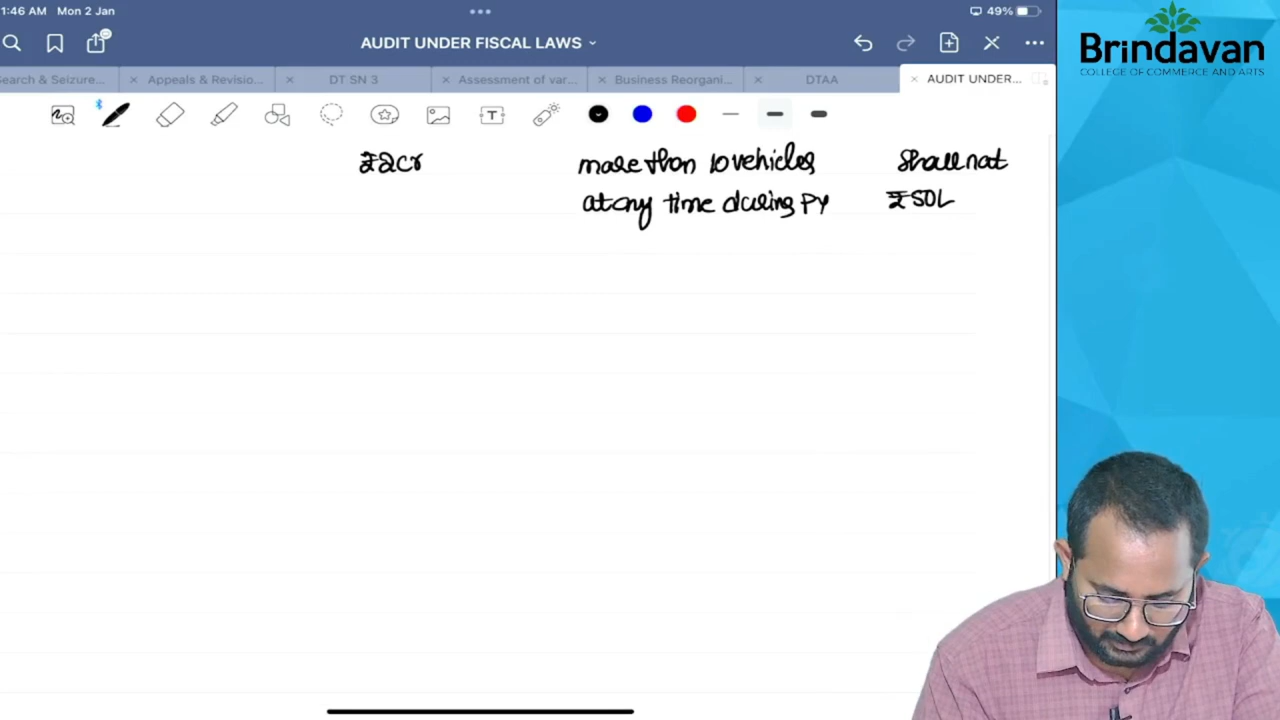 1:46 AM Mon 2 Jan
49%
AUDIT UNDER FISCAL LAWS
earch & Seizure...
Appeals & Revisio...
DT SN 3
Assessment of var...
Business Reorgani...
DTAA
AUDIT UNDER...
T
₹2Cr more than 10 vehicles Shall not
at any time during PY ₹50L
Brindavan
COLLEGE OF COMMERCE AND ARTS